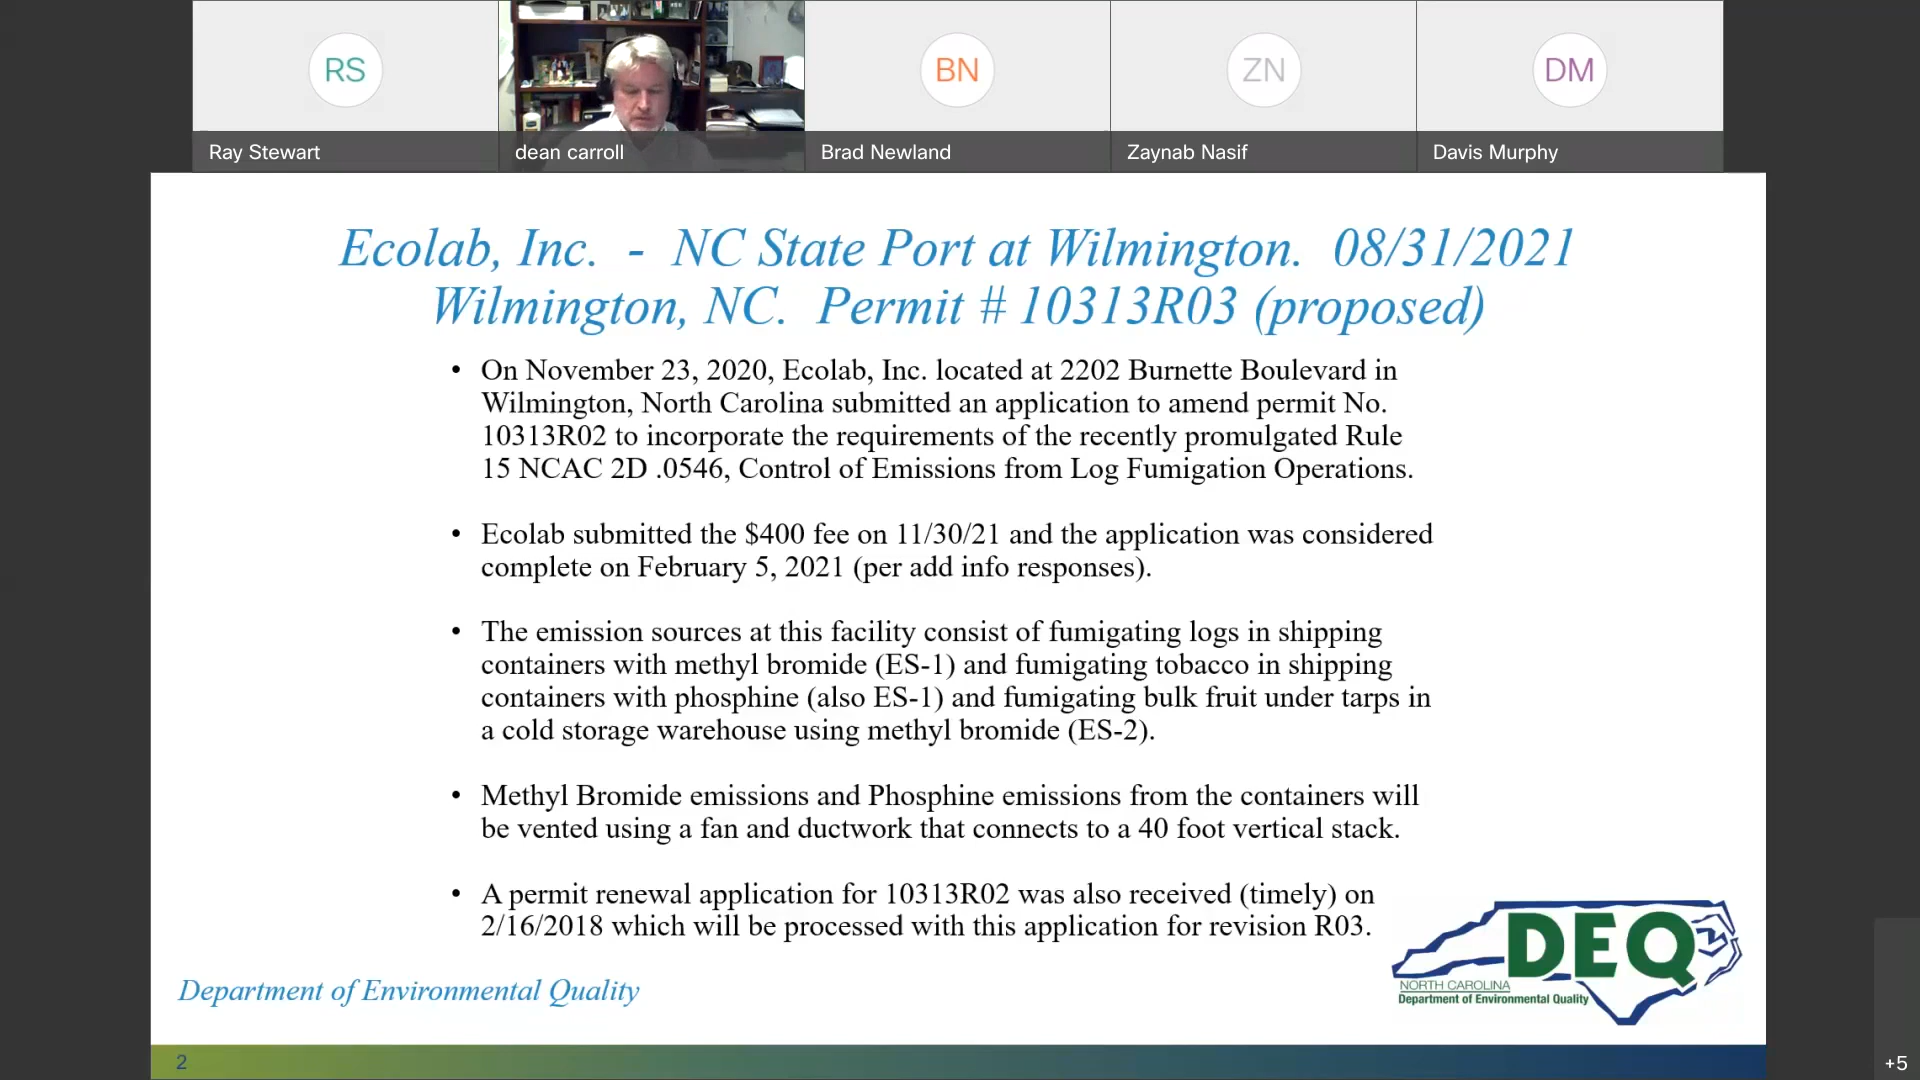 RS
BN
ZN
DM
Ray Stewart
dean carroll
Brad Newland
Zaynab Nasif
Davis Murphy
Ecolab, Inc. - NC State Port at Wilmington. 08/31/2021
Wilmington, NC. Permit # 10313R03 (proposed)
• On November 23, 2020, Ecolab, Inc. located at 2202 Burnette Boulevard in
Wilmington, North Carolina submitted an application to amend permit No.
10313R02 to incorporate the requirements of the recently promulgated Rule
15 NCAC 2D .0546, Control of Emissions from Log Fumigation Operations.
• Ecolab submitted the $400 fee on 11/30/21 and the application was considered
complete on February 5, 2021 (per add info responses).
• The emission sources at this facility consist of fumigating logs in shipping
containers with methyl bromide (ES-1) and fumigating tobacco in shipping
containers with phosphine (also ES-1) and fumigating bulk fruit under tarps in
a cold storage warehouse using methyl bromide (ES-2).
• Methyl Bromide emissions and Phosphine emissions from the containers will
be vented using a fan and ductwork that connects to a 40 foot vertical stack.
• A permit renewal application for 10313R02 was also received (timely) on
2/16/2018 which will be processed with this application for revision R03.
DEQ
NORTH CAROLINA
Department of Environmental Quality
Department of Environmental Quality
2
+5